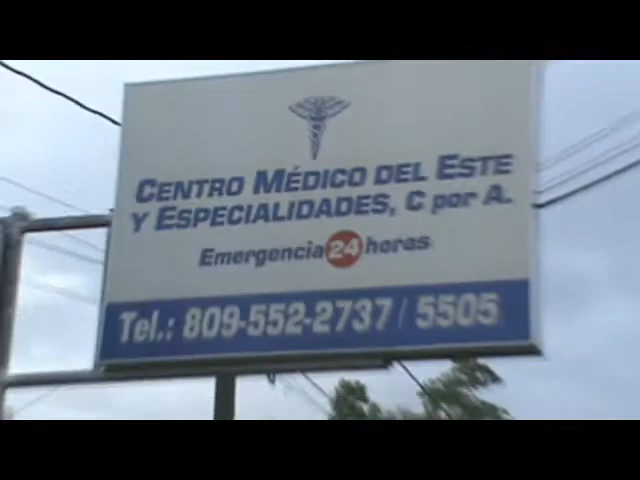 CENTRO MÉDICO DEL ESTE
Y ESPECIALIDADES, C POR A.
Emergencia 24 horas
Tel.: 809-552-2737 / 5505